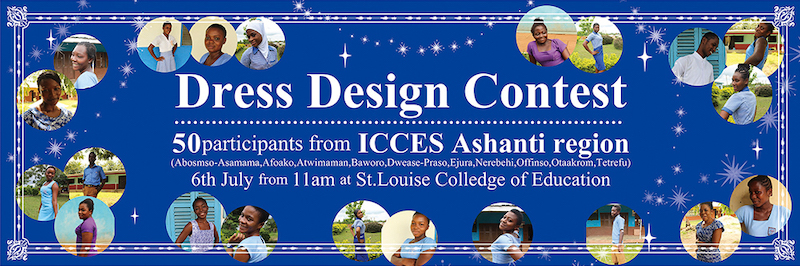 Dress Design Contest
50participants from ICCES Ashanti region
(Abosmso-Asamama,Afoako,Atwimaman,Baworo,Dwease-Praso,Ejura,Nerebehi,Offinso,Otaakrom,Tetrefu)
6th July from 11am at St.Louise Colledge of Education